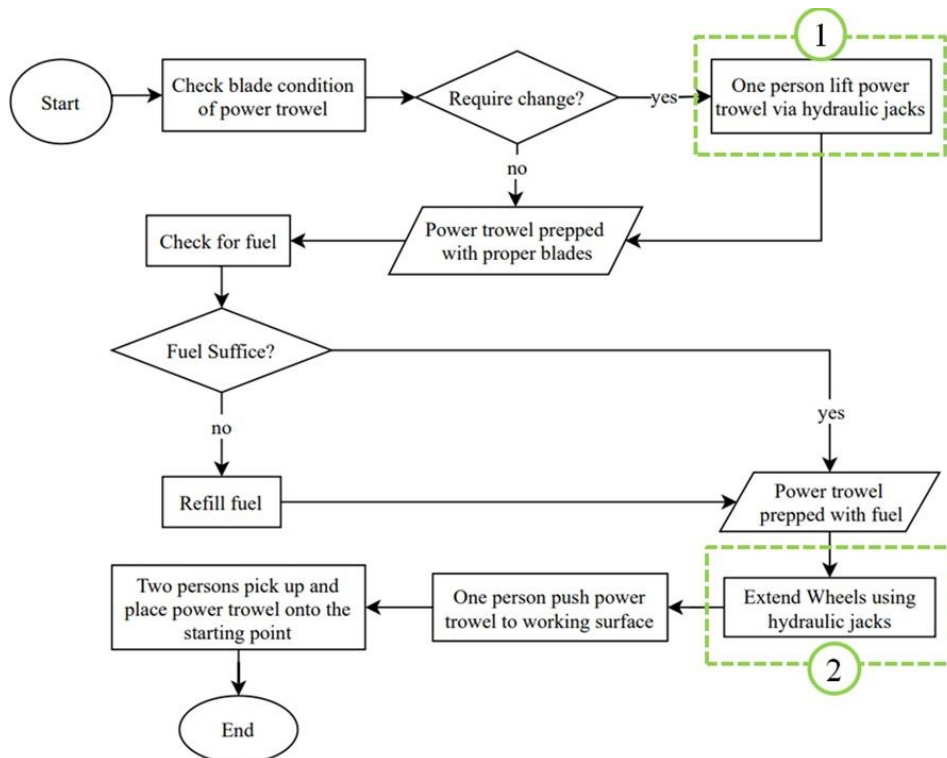 1
Start
Check blade condition
of power trowel
Require change?
yes
One person lift power
trowel via hydraulic jacks
no
Check for fuel
Power trowel prepped
with proper blades
Fuel Suffice?
no
yes
Refill fuel
Power trowel
prepped with fuel
Two persons pick up and
place power trowel onto the
starting point
One person push power
trowel to working surface
Extend Wheels using
hydraulic jacks
2
End